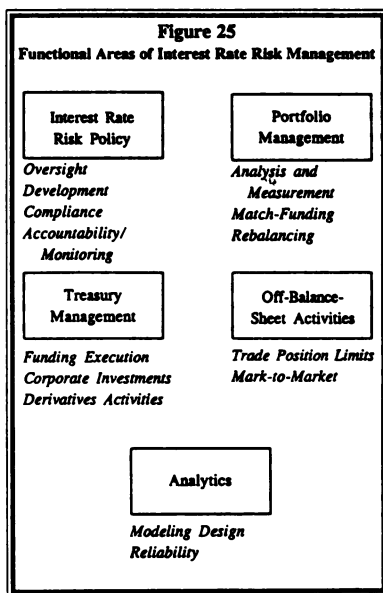 Figure 25
Functional Areas of Interest Rate Risk Management
Interest Rate
Risk Policy
Oversight
Development
Compliance
Accountability/
Monitoring
Portfolio
Management
Analysis and
Measurement
Match-Funding
Rebalancing
Treasury
Management
Funding Execution
Corporate Investments
Derivatives Activities
Off-Balance-
Sheet Activities
Trade Position Limits
Mark-to-Market
Analytics
Modeling Design
Reliability